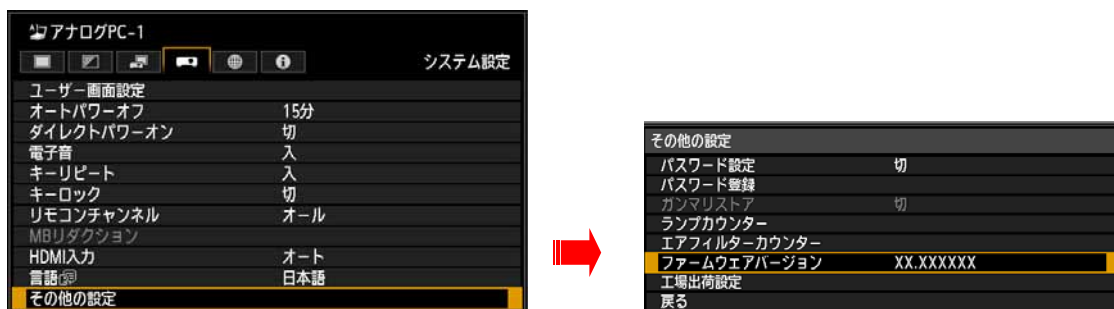 アナログPC-1
システム設定
ユーザー画面設定
オートパワーオフ 15分
ダイレクトパワーオン 切
電子音 入
キーリピート 入
キーロック 切
リモコンチャンネル オール
MBリダクション
HDMI入力 オート
言語 日本語
その他の設定
その他の設定
パスワード設定 切
パスワード登録
ガンマリストア 切
ランプカウンター
エアフィルターカウンター
ファームウェアバージョン XX.XXXXXX
工場出荷設定
戻る